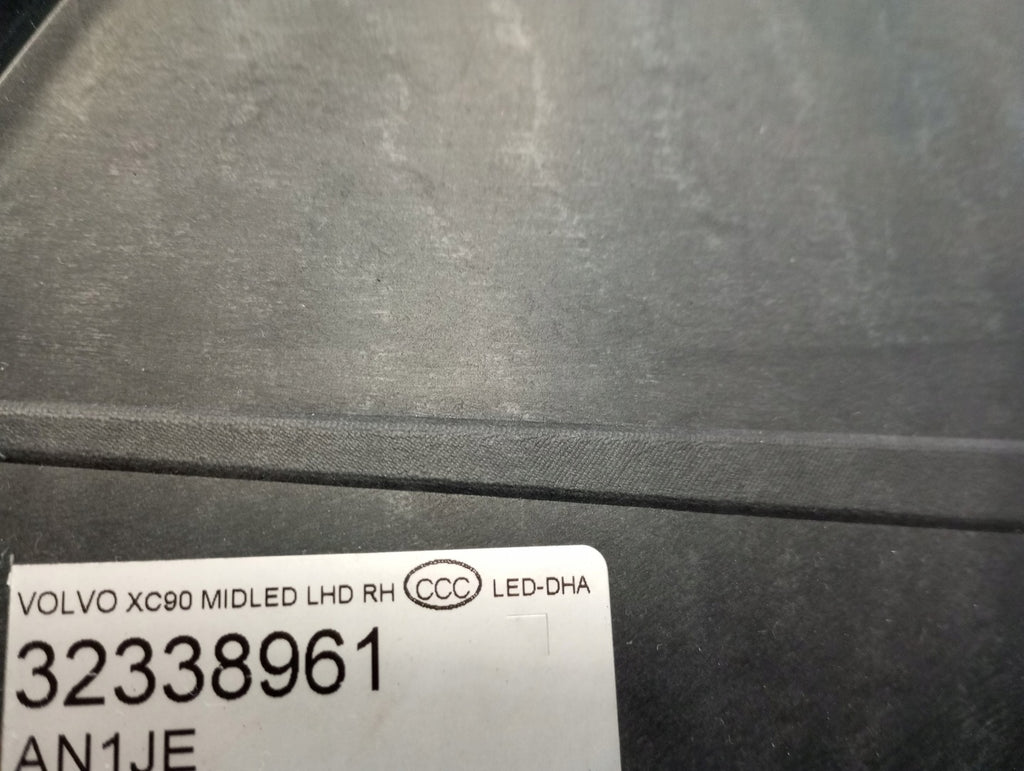 VOLVO XC90 MIDLED LHD RH CCC LED-DHA
32338961
AN1JE